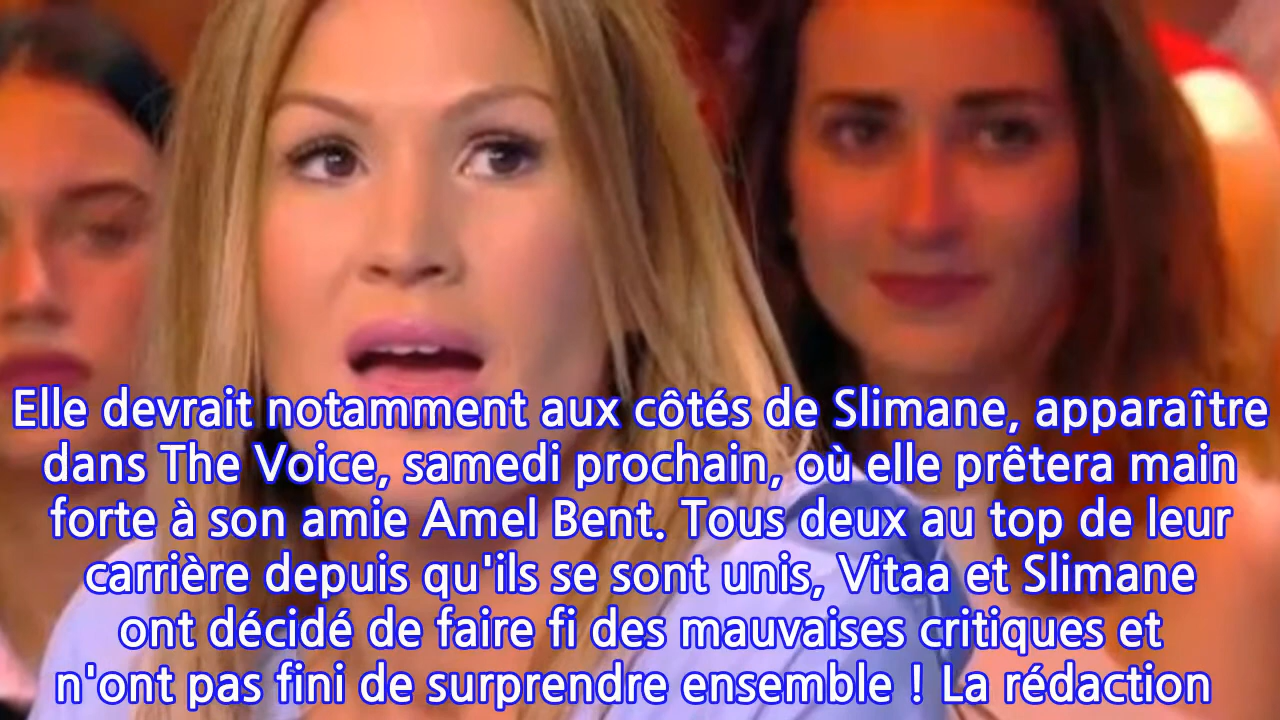 Elle devrait notamment aux côtés de Slimane, apparaître
dans The Voice, samedi prochain, où elle prêtera main
forte à son amie Amel Bent. Tous deux au top de leur
carrière depuis qu'ils se sont unis, Vitaa et Slimane
ont décidé de faire fi des mauvaises critiques et
n'ont pas fini de surprendre ensemble ! La rédaction